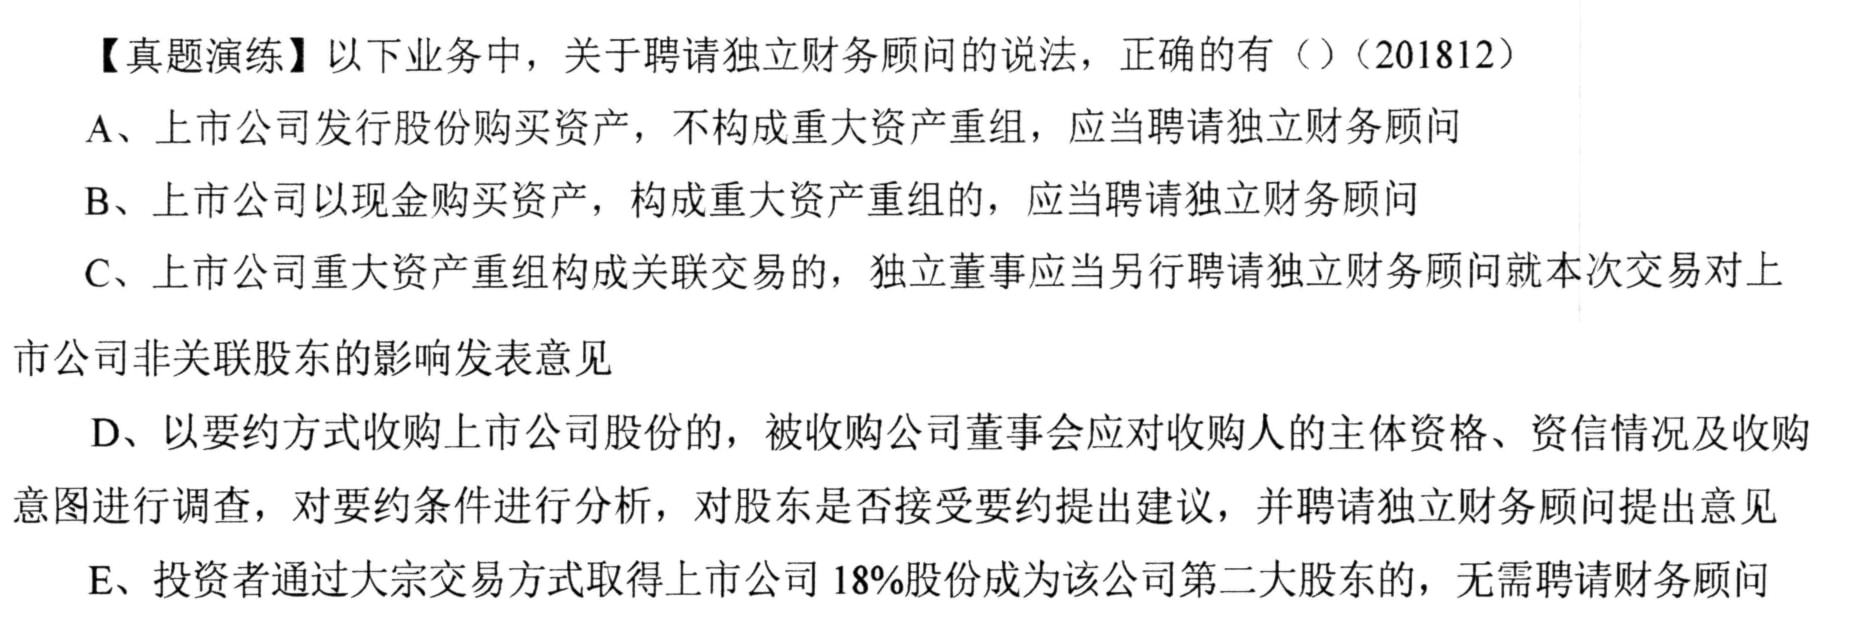 【真题演练】以下业务中，关于聘请独立财务顾问的说法，正确的有（）（201812）
A、上市公司发行股份购买资产，不构成重大资产重组，应当聘请独立财务顾问
B、上市公司以现金购买资产，构成重大资产重组的，应当聘请独立财务顾问
C、上市公司重大资产重组构成关联交易的，独立董事应当另行聘请独立财务顾问就本次交易对上
市公司非关联股东的影响发表意见
D、以要约方式收购上市公司股份的，被收购公司董事会应对收购人的主体资格、资信情况及收购
意图进行调查，对要约条件进行分析，对股东是否接受要约提出建议，并聘请独立财务顾问提出意见
E、投资者通过大宗交易方式取得上市公司 18%股份成为该公司第二大股东的，无需聘请财务顾问